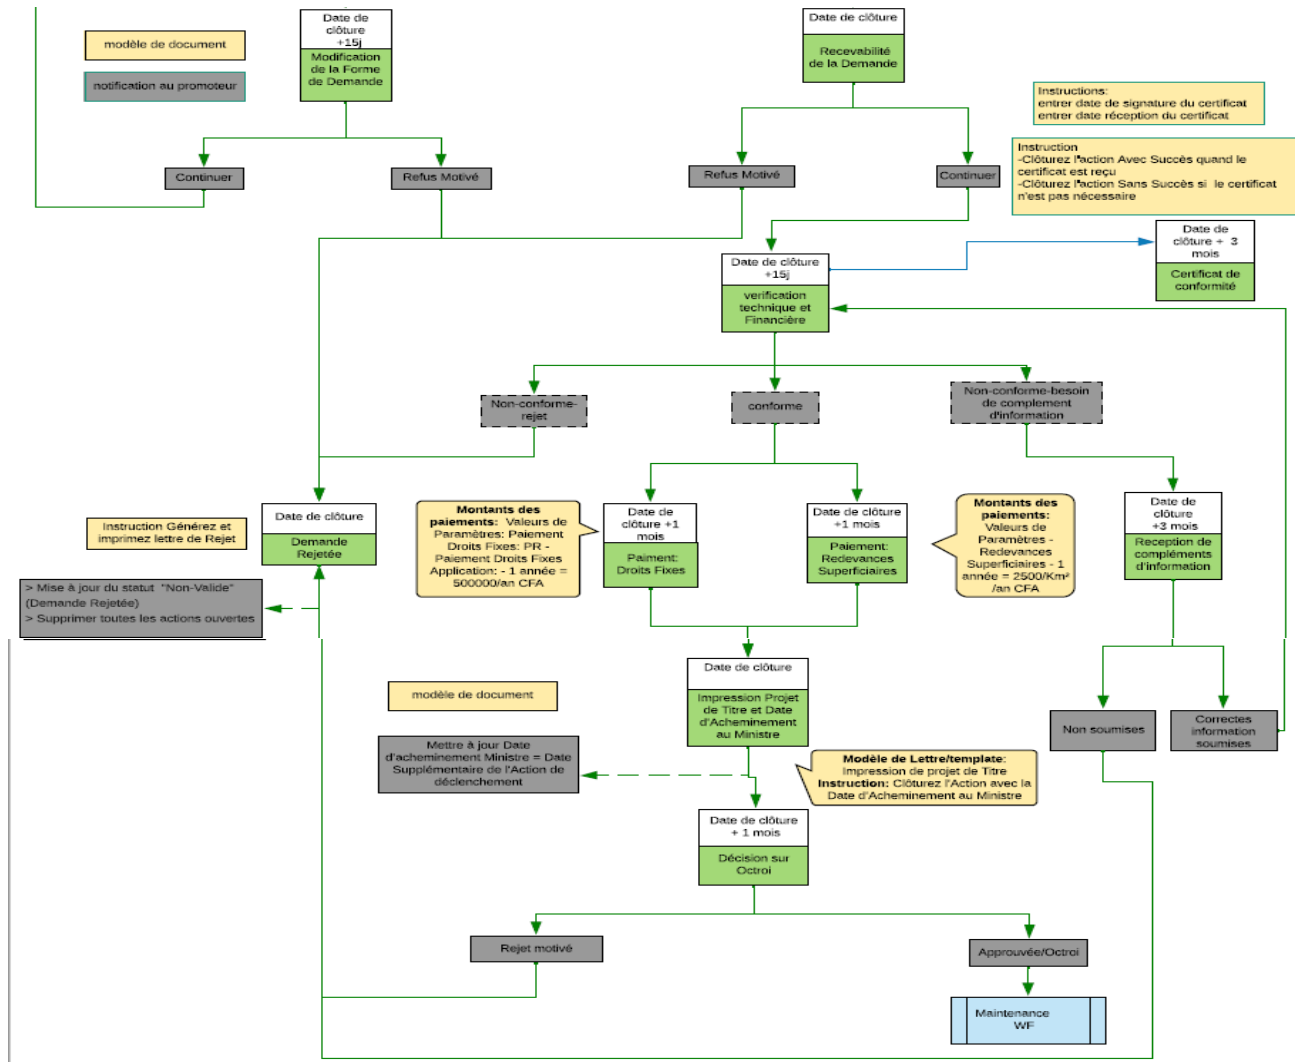 Date de
clôture
+15j
Modification
de la Forme
de Demande
modèle de document
notification au promoteur
Date de clôture
Recevabilité
de la Demande
Instructions:
entrer date de signature du certificat
entrer date réception du certificat
Instruction
-Clôturez l'action Avec Succès quand le
certificat est reçu
-Clôturez l'action Sans Succès si le certificat
n'est pas nécessaire
Continuer
Refus Motivé
Refus Motivé
Continuer
Date de
clôture + 3
mois
Certificat de
conformité
Date de clôture
+15j
verification
technique et
Financière
Non-conforme-
rejet
conforme
Non-conforme-besoin
de complement
d'information
Instruction Générez et
imprimez lettre de Rejet
Date de clôture
Demande
Rejetée
Montants des
paiements: Valeurs de
Paramètres: Paiement
Droits Fixes: PR -
Paiement Droits Fixes
Application: - 1 année =
500000/an CFA
Date de
clôture +1
mois
Paiment:
Droits Fixes
Date de clôture
+1 mois
Paiement:
Redevances
Superficiaires
Montants des
paiements:
Valeurs de
Paramètres -
Redevances
Superficiaires - 1
année = 2500/Km²
/an CFA
Date de
clôture
+3 mois
Reception de
compléments
d'information
> Mise à jour du statut "Non-Valide"
(Demande Rejetée)
> Supprimer toutes les actions ouvertes
modèle de document
Date de clôture
Impression Projet
de Titre et Date
d'Acheminement
au Ministre
Non soumises
Correctes
information
soumises
Mettre à jour Date
d'acheminement Ministre = Date
Supplémentaire de l'Action de
déclenchement
Modèle de Lettre/template:
Impression de projet de Titre
Instruction: Clôturez l'Action avec la
Date d'Acheminement au Ministre
Date de clôture
+ 1 mois
Décision sur
Octroi
Rejet motivé
Approuvée/Octroi
Maintenance
WF